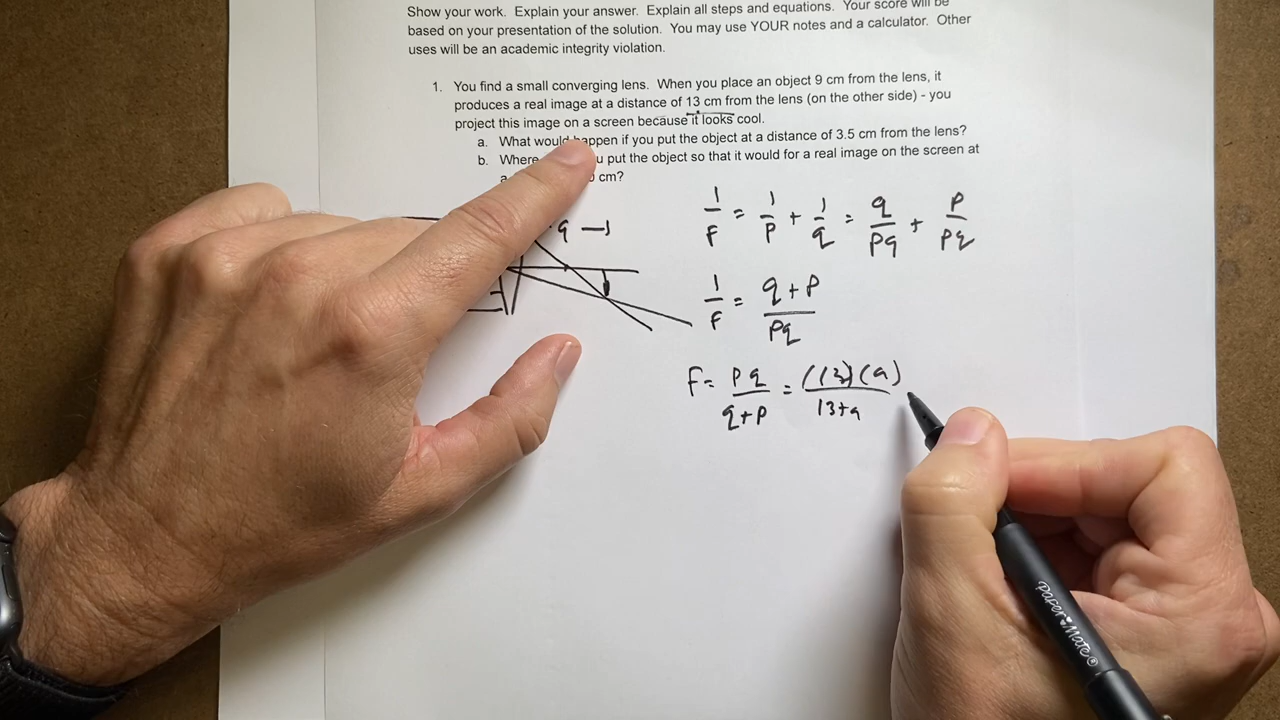 Show your work. Explain your answer. Explain all steps and equations. Your score will be
based on your presentation of the solution. You may use YOUR notes and a calculator. Other
uses will be an academic integrity violation.
1. You find a small converging lens. When you place an object 9 cm from the lens, it
produces a real image at a distance of 13 cm from the lens (on the other side) - you
project this image on a screen because it looks cool.
a. What would happen if you put the object at a distance of 3.5 cm from the lens?
b. Where u put the object so that it would for a real image on the screen at
a cm?
q
1/F = 1/P + 1/q = q/Pq + P/Pq
1/F = q+P/Pq
F = Pq/q+P = (13)(9)/13+9
PAPER MATE